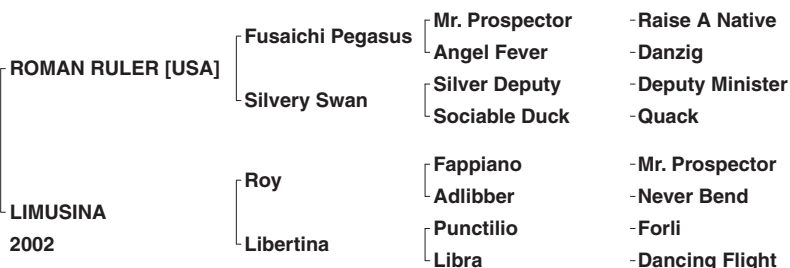 Mr. Prospector -Raise A Native
Fusaichi Pegasus
Angel Fever -Danzig
ROMAN RULER [USA]
Silver Deputy -Deputy Minister
Silvery Swan
Sociable Duck -Quack
Fappiano -Mr. Prospector
Roy
Adlibber -Never Bend
LIMUSINA
Punctilio -Forli
2002 Libertina
Libra -Dancing Flight